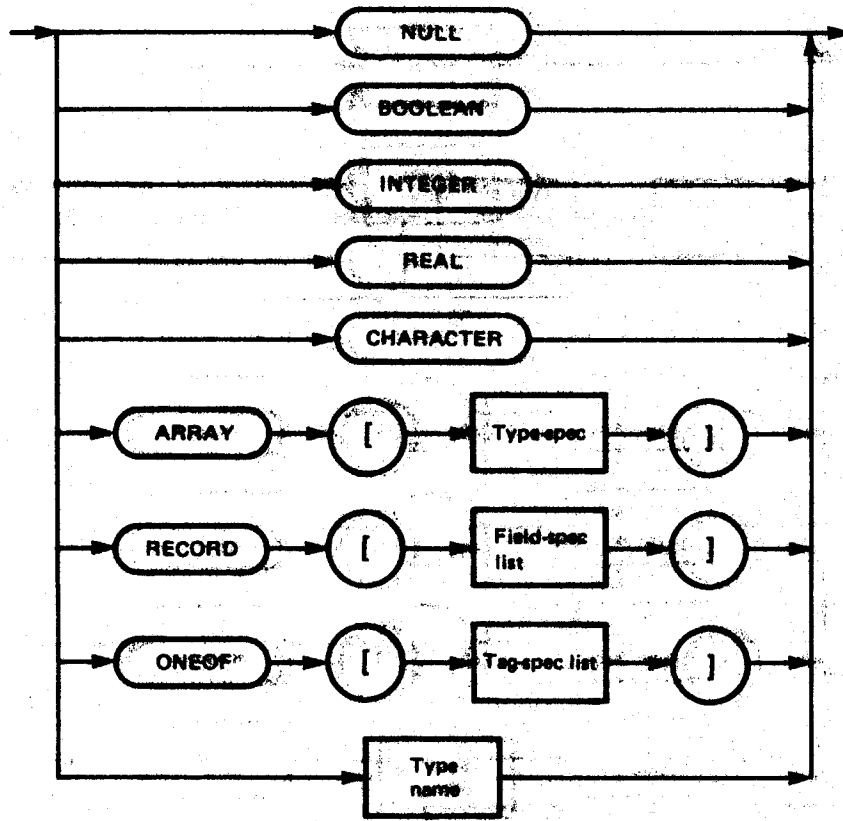 NULL
BOOLEAN
INTEGER
REAL
CHARACTER
ARRAY [ Type-spec ]
RECORD [ Field-spec
list ]
ONEOF [ Tag-spec list ]
Type
name